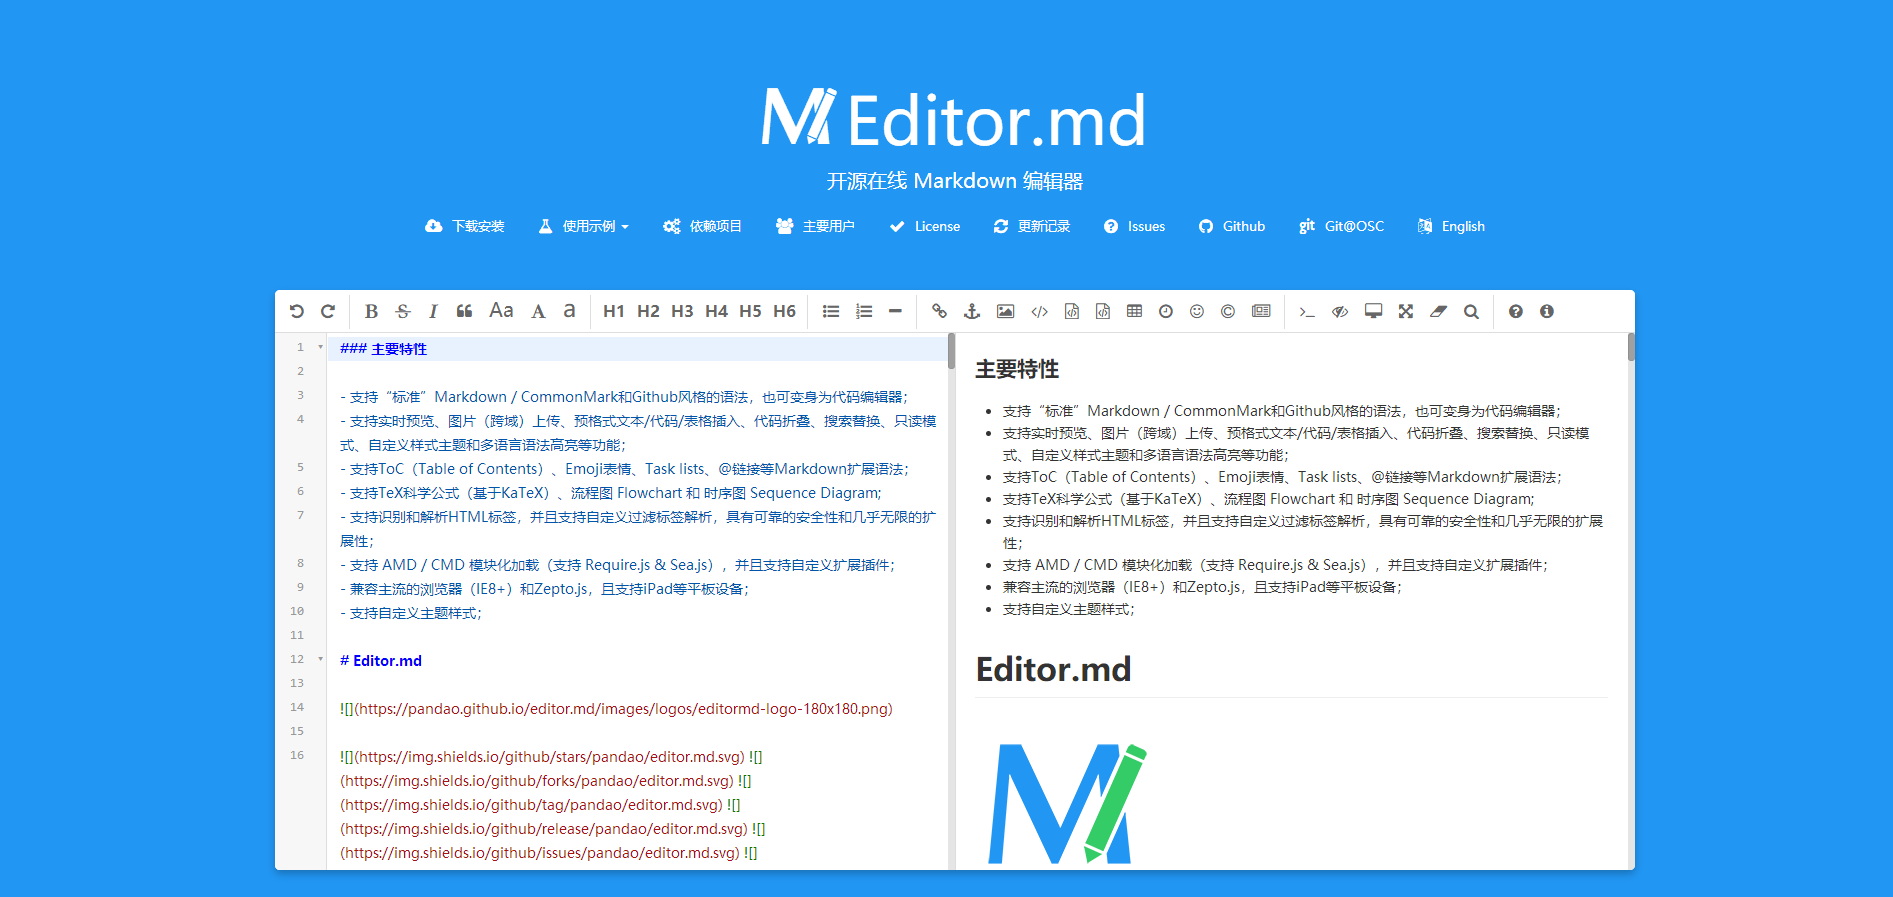 Editor.md
开源在线 Markdown 编辑器
下载安装 使用示例 依赖项目 主要用户 License 更新记录 Issues Github git Git@OSC English
B S I Aa A a H1 H2 H3 H4 H5 H6
1 ### 主要特性
2
3 - 支持“标准”Markdown / CommonMark和Github风格的语法，也可变身为代码编辑器；
4 - 支持实时预览、图片（跨域）上传、预格式文本/代码/表格插入、代码折叠、搜索替换、只读模
式、自定义样式主题和多语言语法高亮等功能；
5 - 支持ToC（Table of Contents）、Emoji表情、Task lists、@链接等Markdown扩展语法；
6 - 支持TeX科学公式（基于KaTeX）、流程图 Flowchart 和 时序图 Sequence Diagram;
7 - 支持识别和解析HTML标签，并且支持自定义过滤标签解析，具有可靠的安全性和几乎无限的扩
展性；
8 - 支持 AMD / CMD 模块化加载（支持 Require.js & Sea.js），并且支持自定义扩展插件；
9 - 兼容主流的浏览器（IE8+）和Zepto.js，且支持iPad等平板设备；
10 - 支持自定义主题样式；
11
12 # Editor.md
13
14 ![](https://pandao.github.io/editor.md/images/logos/editormd-logo-180x180.png)
15
16 ![](https://img.shields.io/github/stars/pandao/editor.md.svg) ![]
(https://img.shields.io/github/forks/pandao/editor.md.svg) ![]
(https://img.shields.io/github/tag/pandao/editor.md.svg) ![]
(https://img.shields.io/github/release/pandao/editor.md.svg) ![]
(https://img.shields.io/github/issues/pandao/editor.md.svg) ![]
主要特性
支持“标准”Markdown / CommonMark和Github风格的语法，也可变身为代码编辑器；
支持实时预览、图片（跨域）上传、预格式文本/代码/表格插入、代码折叠、搜索替换、只读模
式、自定义样式主题和多语言语法高亮等功能；
支持ToC（Table of Contents）、Emoji表情、Task lists、@链接等Markdown扩展语法；
支持TeX科学公式（基于KaTeX）、流程图 Flowchart 和 时序图 Sequence Diagram;
支持识别和解析HTML标签，并且支持自定义过滤标签解析，具有可靠的安全性和几乎无限的扩展
性；
支持 AMD / CMD 模块化加载（支持 Require.js & Sea.js），并且支持自定义扩展插件；
兼容主流的浏览器（IE8+）和Zepto.js，且支持iPad等平板设备；
支持自定义主题样式；
Editor.md